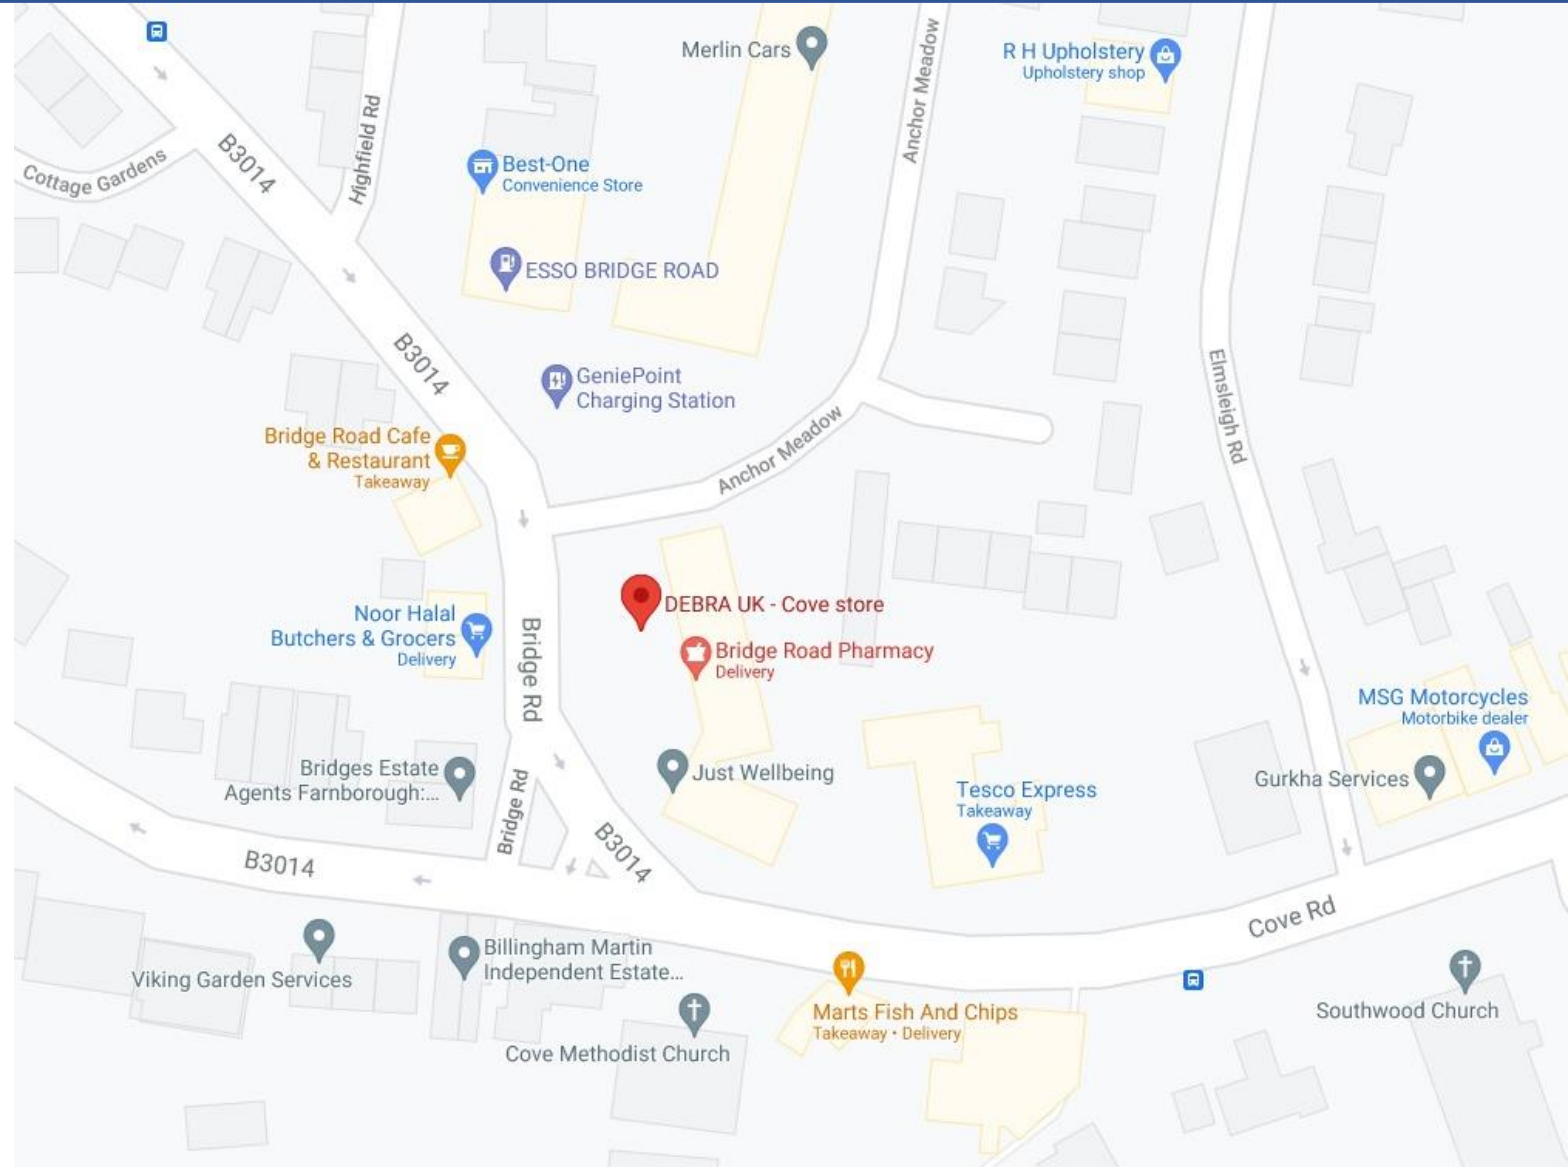 Merlin Cars
Anchor Meadow
R H Upholstery
Upholstery shop
Highfield Rd
B3014
Cottage Gardens
Best-One
Convenience Store
ESSO BRIDGE ROAD
B3014
GeniePoint
Charging Station
Elmsleigh Rd
Anchor Meadow
Bridge Road Cafe
& Restaurant
Takeaway
DEBRA UK - Cove store
Noor Halal
Butchers & Grocers
Delivery
Bridge Rd
Bridge Road Pharmacy
Delivery
MSG Motorcycles
Motorbike dealer
Bridges Estate
Agents Farnborough:...
Just Wellbeing
Gurkha Services
Tesco Express
Takeaway
Bridge Rd
B3014
B3014
Cove Rd
Viking Garden Services
Billingham Martin
Independent Estate...
Marts Fish And Chips
Takeaway • Delivery
Southwood Church
Cove Methodist Church